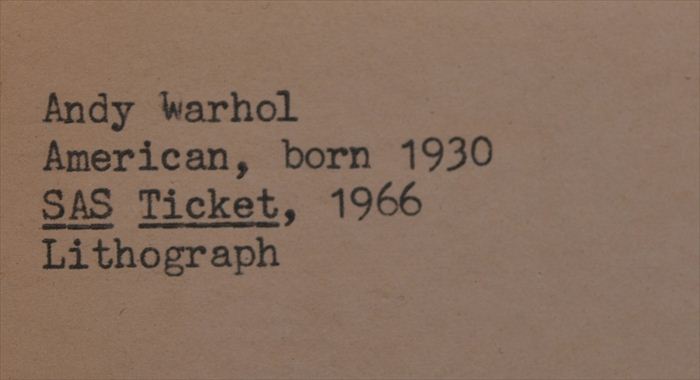 Andy Warhol
American, born 1930
SAS Ticket, 1966
Lithograph